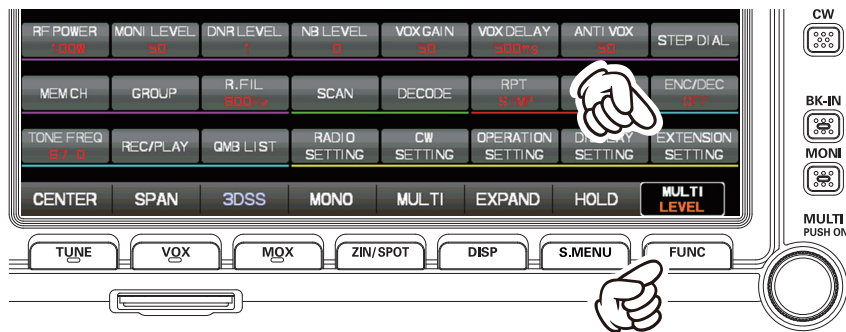 RF POWER MONI LEVEL DNR LEVEL NB LEVEL VOX GAIN VOX DELAY ANTI VOX STEP DIAL
100W 50 1 0 50 500ms 50
MEM CH GROUP R.FIL SCAN DECODE RPT ENC/DEC
600Hz SIMP OFF
TONE FREQ REC/PLAY QMB LIST RADIO CW OPERATION DISPLAY EXTENSION
67.0 SETTING SETTING SETTING SETTING SETTING
CENTER SPAN 3DSS MONO MULTI EXPAND HOLD MULTI
LEVEL
TUNE VOX MOX ZIN/SPOT DISP S.MENU FUNC
CW
BK-IN
MONI
MULTI
PUSH ON